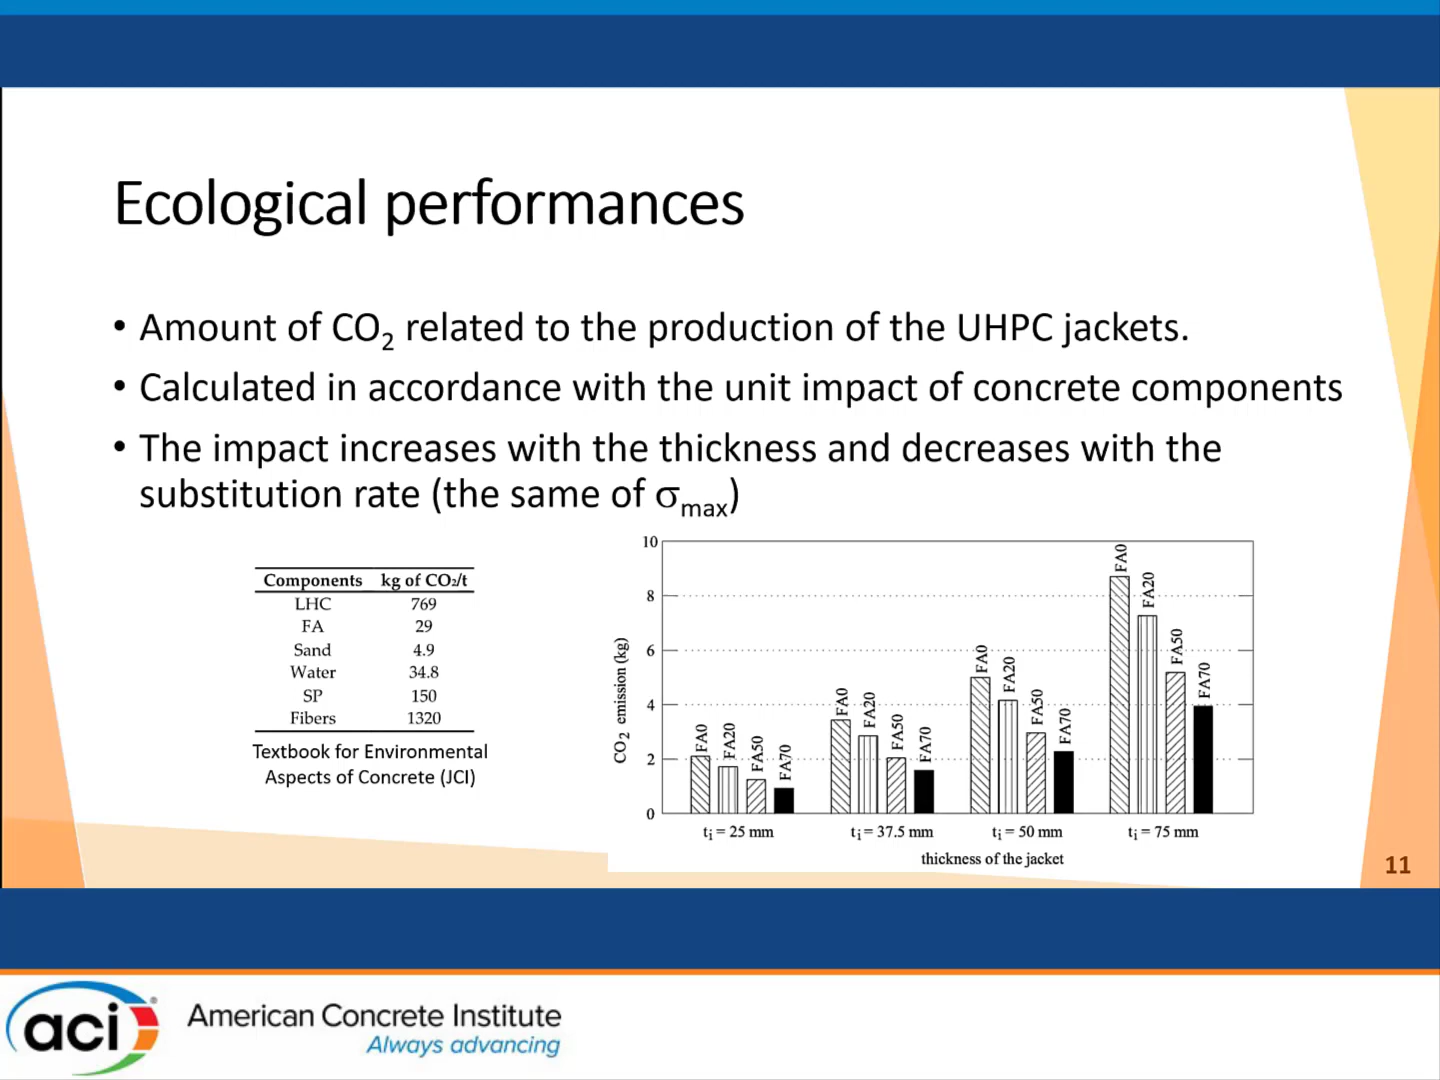 Ecological performances
• Amount of CO2 related to the production of the UHPC jackets.
• Calculated in accordance with the unit impact of concrete components
• The impact increases with the thickness and decreases with the
substitution rate (the same of σmax)
Components kg of CO2/t
LHC 769
FA 29
Sand 4.9
Water 34.8
SP 150
Fibers 1320
Textbook for Environmental
Aspects of Concrete (JCI)
CO2 emission (kg)
10
8
6
4
2
0
FA0 FA20 FA50 FA70
FA0 FA20 FA50 FA70
FA0 FA20 FA50 FA70
FA0 FA20 FA50 FA70
ti = 25 mm ti = 37.5 mm ti = 50 mm ti = 75 mm
thickness of the jacket
11
aci
American Concrete Institute
Always advancing